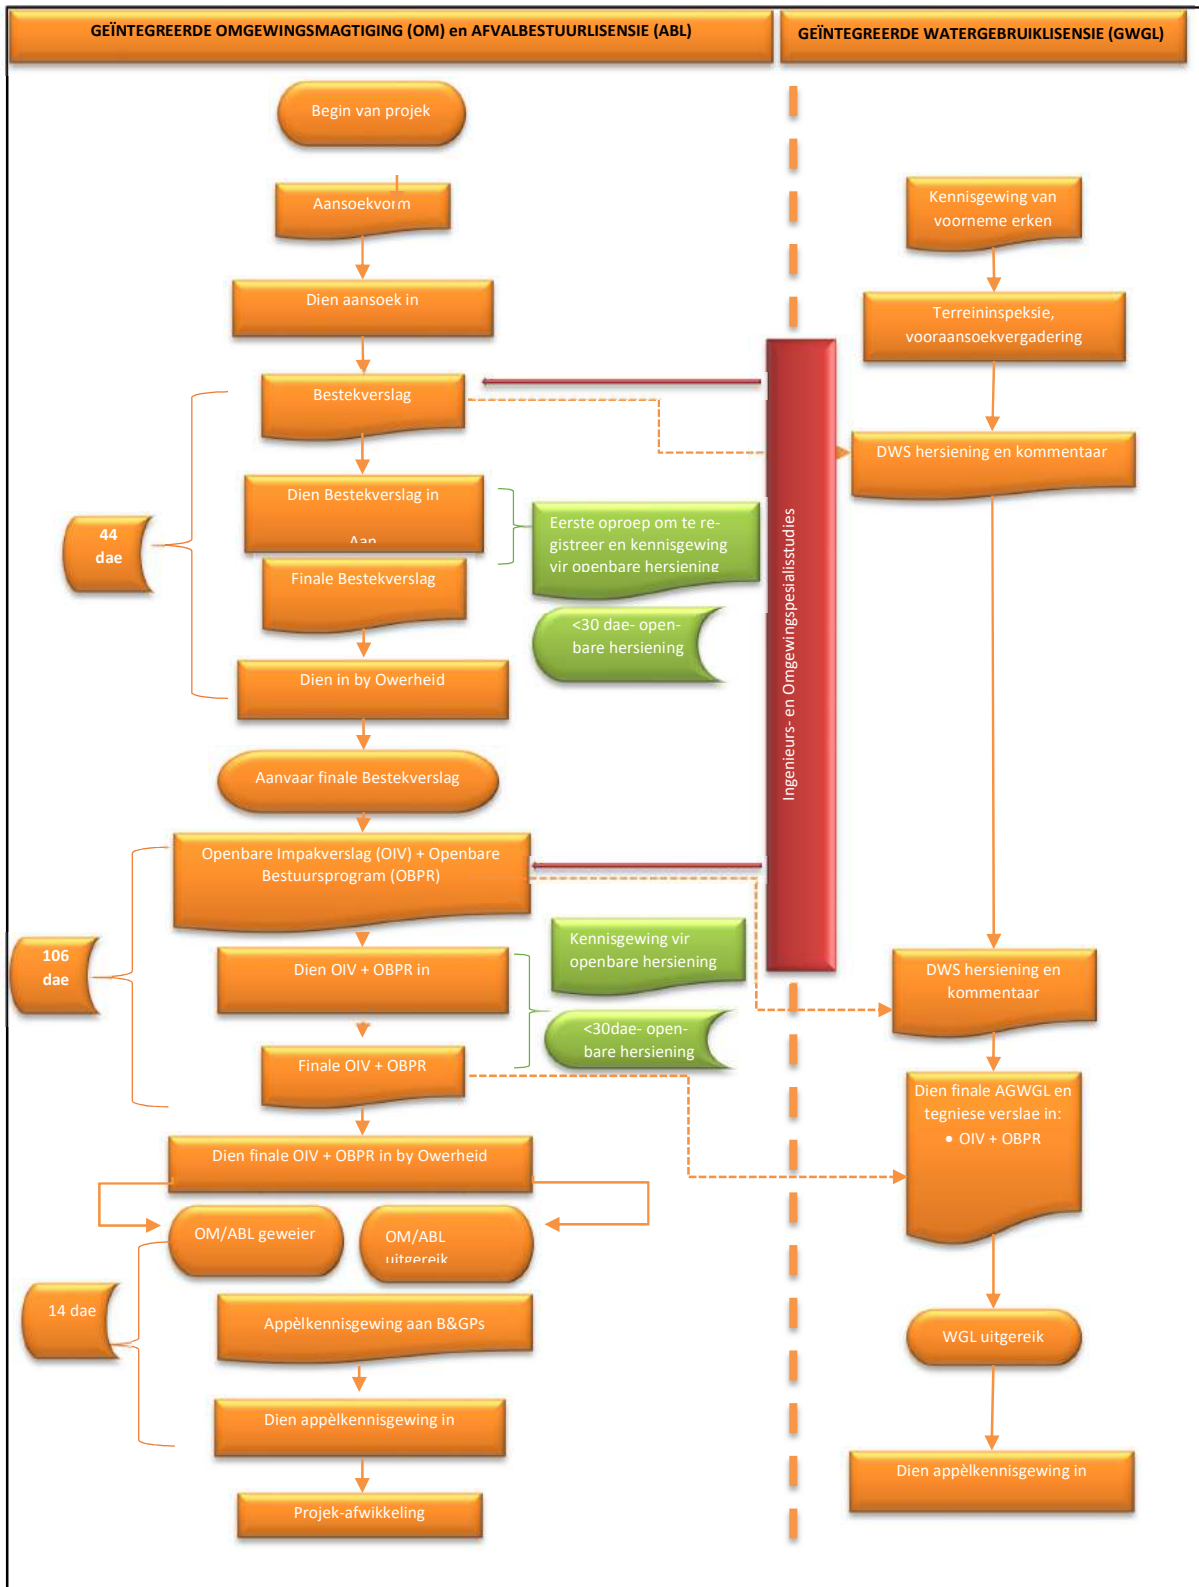 GEÏNTEGREERDE OMGEWINGSMAGTIGING (OM) en AFVALBESTUURLISENSIE (ABL)
GEÏNTEGREERDE WATERGEBRUIKLISENSIE (GWGL)
Begin van projek
Aansoekvorm
Dien aansoek in
Bestekverslag
Dien Bestekverslag in
Aan
Finale Bestekverslag
Dien in by Owerheid
44
dae
Eerste oproep om te re-
gistreer en kennisgewing
vir openbare hersiening
<30 dae- open-
bare hersiening
Aanvaar finale Bestekverslag
Openbare Impakverslag (OIV) + Openbare
Bestuursprogram (OBPR)
Dien OIV + OBPR in
Finale OIV + OBPR
106
dae
Kennisgewing vir
openbare hersiening
<30dae- open-
bare hersiening
Dien finale OIV + OBPR in by Owerheid
OM/ABL geweier
OM/ABL
uitgereik
14 dae
Appèlkennisgewing aan B&GPs
Dien appèlkennisgewing in
Projek-afwikkeling
Ingenieurs- en Omgewingspesialisstudies
Kennisgewing van
voorneme erken
Terreininspeksie,
vooraansoekvergadering
DWS hersiening en kommentaar
DWS hersiening en
kommentaar
Dien finale AGWGL en
tegniese verslae in:
• OIV + OBPR
WGL uitgereik
Dien appèlkennisgewing in